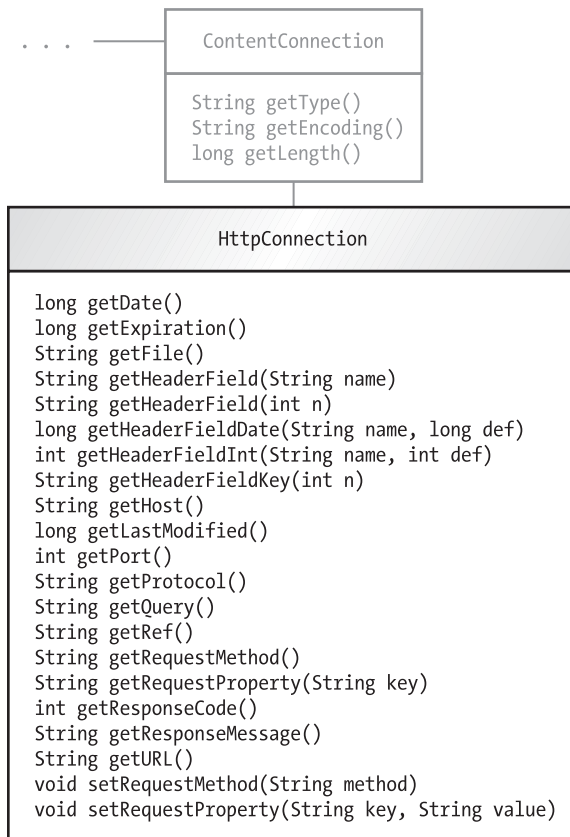 . . .
ContentConnection
String getType()
String getEncoding()
long getLength()
HttpConnection
long getDate()
long getExpiration()
String getFile()
String getHeaderField(String name)
String getHeaderField(int n)
long getHeaderFieldDate(String name, long def)
int getHeaderFieldInt(String name, int def)
String getHeaderFieldKey(int n)
String getHost()
long getLastModified()
int getPort()
String getProtocol()
String getQuery()
String getRef()
String getRequestMethod()
String getRequestProperty(String key)
int getResponseCode()
String getResponseMessage()
String getURL()
void setRequestMethod(String method)
void setRequestProperty(String key, String value)